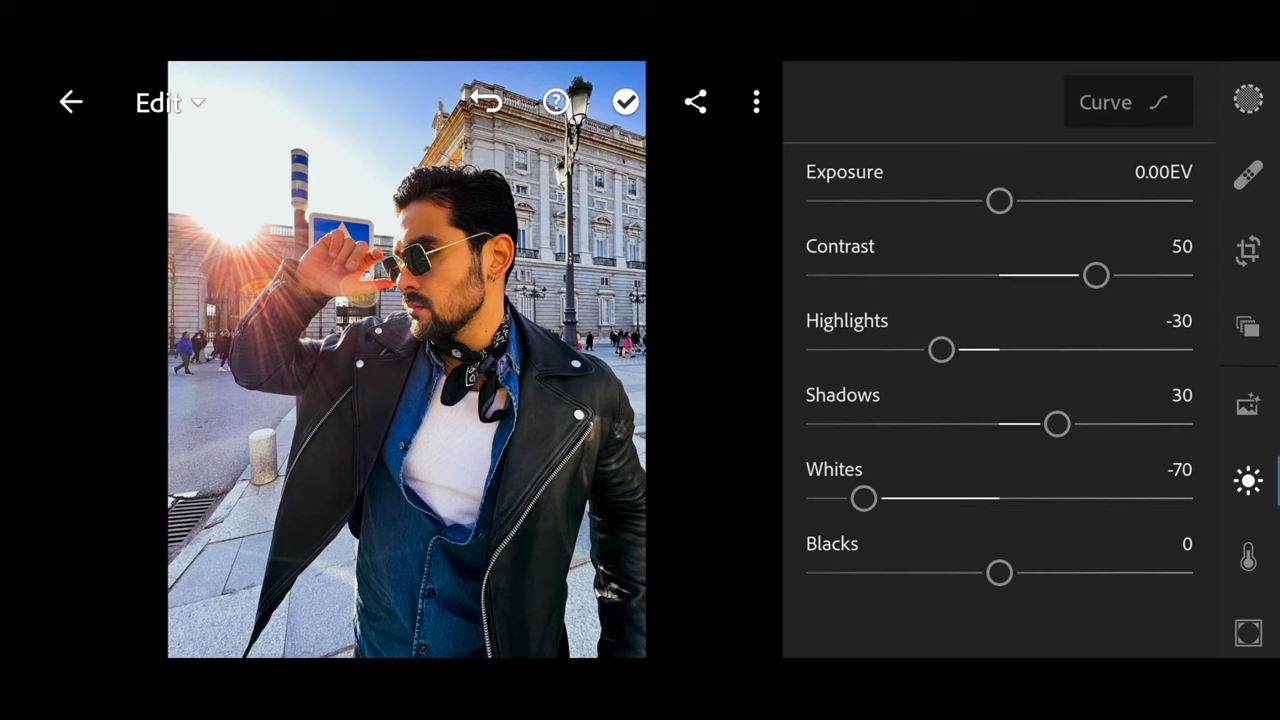 Edit
Curve
Exposure 0.00EV
Contrast 50
Highlights -30
Shadows 30
Whites -70
Blacks 0